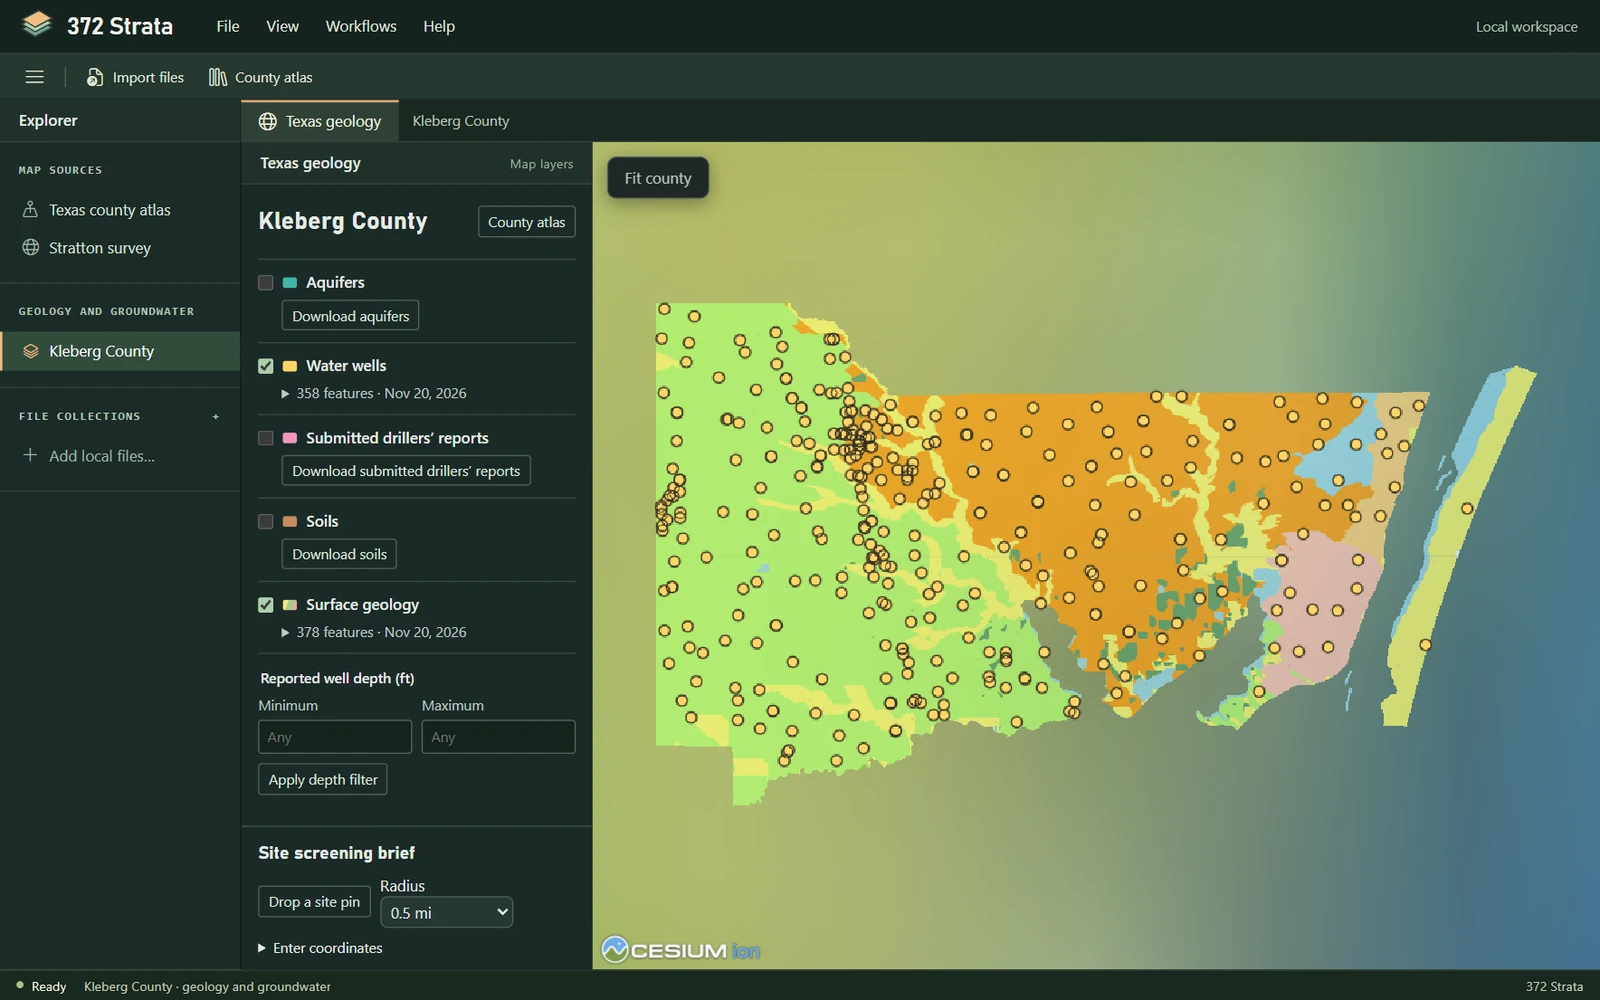 372 Strata
File
View
Workflows
Help
Local workspace
Import files
County atlas
Explorer
Texas geology
Kleberg County
MAP SOURCES
Texas county atlas
Stratton survey
GEOLOGY AND GROUNDWATER
Kleberg County
FILE COLLECTIONS
+
Add local files...
Texas geology
Map layers
Kleberg County
County atlas
Aquifers
Download aquifers
Water wells
358 features · Nov 20, 2026
Submitted drillers’ reports
Download submitted drillers’ reports
Soils
Download soils
Surface geology
378 features · Nov 20, 2026
Reported well depth (ft)
Minimum
Maximum
Any
Any
Apply depth filter
Site screening brief
Drop a site pin
Radius
0.5 mi
Enter coordinates
Fit county
CESIUM ion
Ready
Kleberg County · geology and groundwater
372 Strata